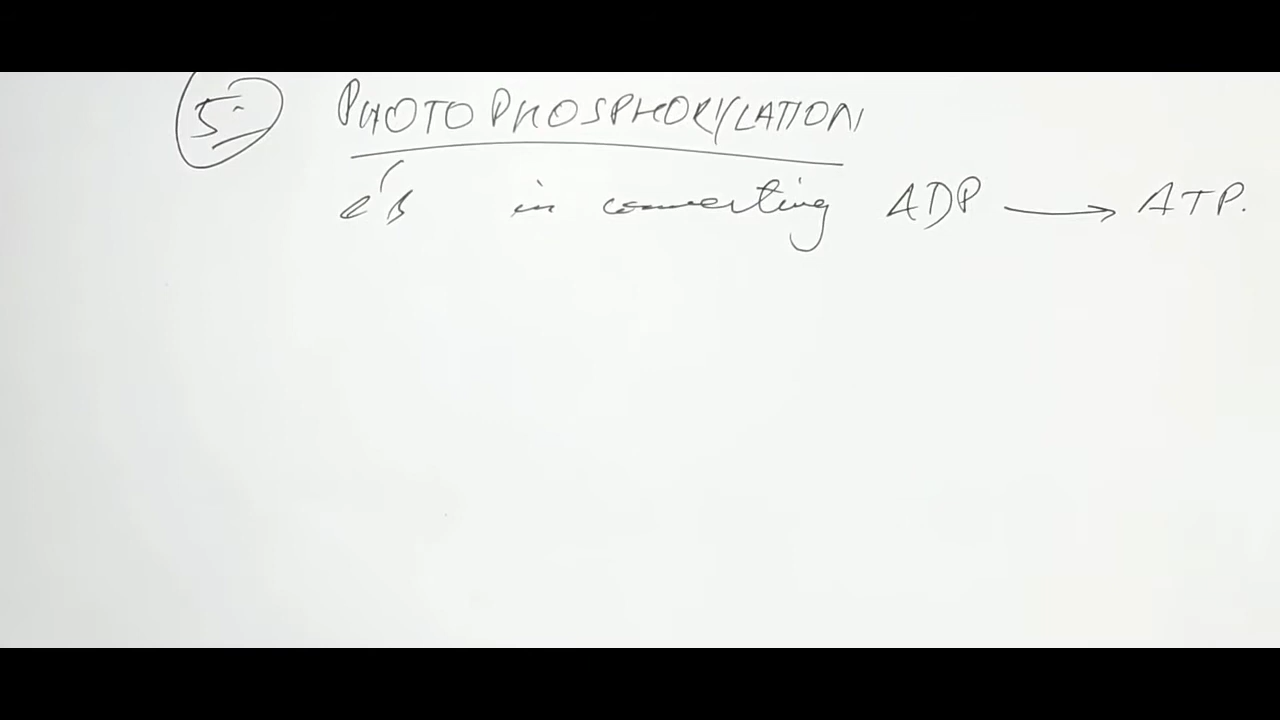 5- PHOTOPHOSPHORYLATION
e's in converting ADP → ATP.